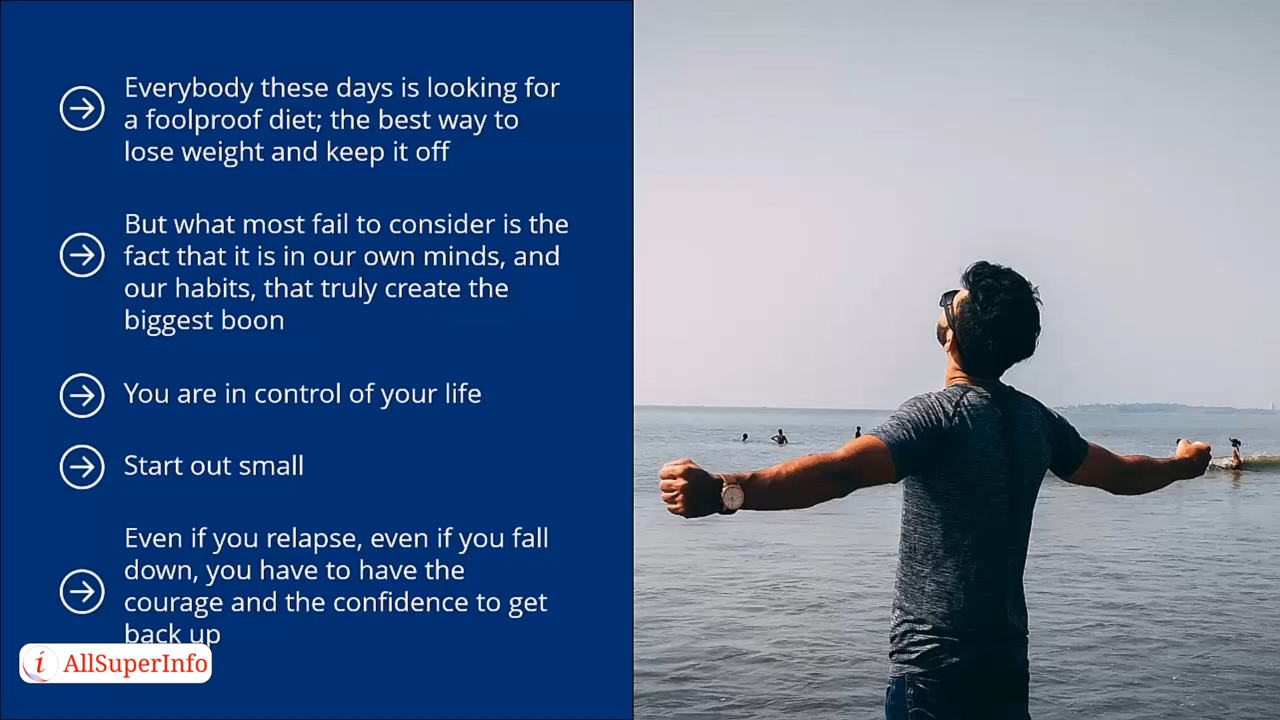 Everybody these days is looking for
a foolproof diet; the best way to
lose weight and keep it off
But what most fail to consider is the
fact that it is in our own minds, and
our habits, that truly create the
biggest boon
You are in control of your life
Start out small
Even if you relapse, even if you fall
down, you have to have the
courage and the confidence to get
back up
i AllSuperInfo